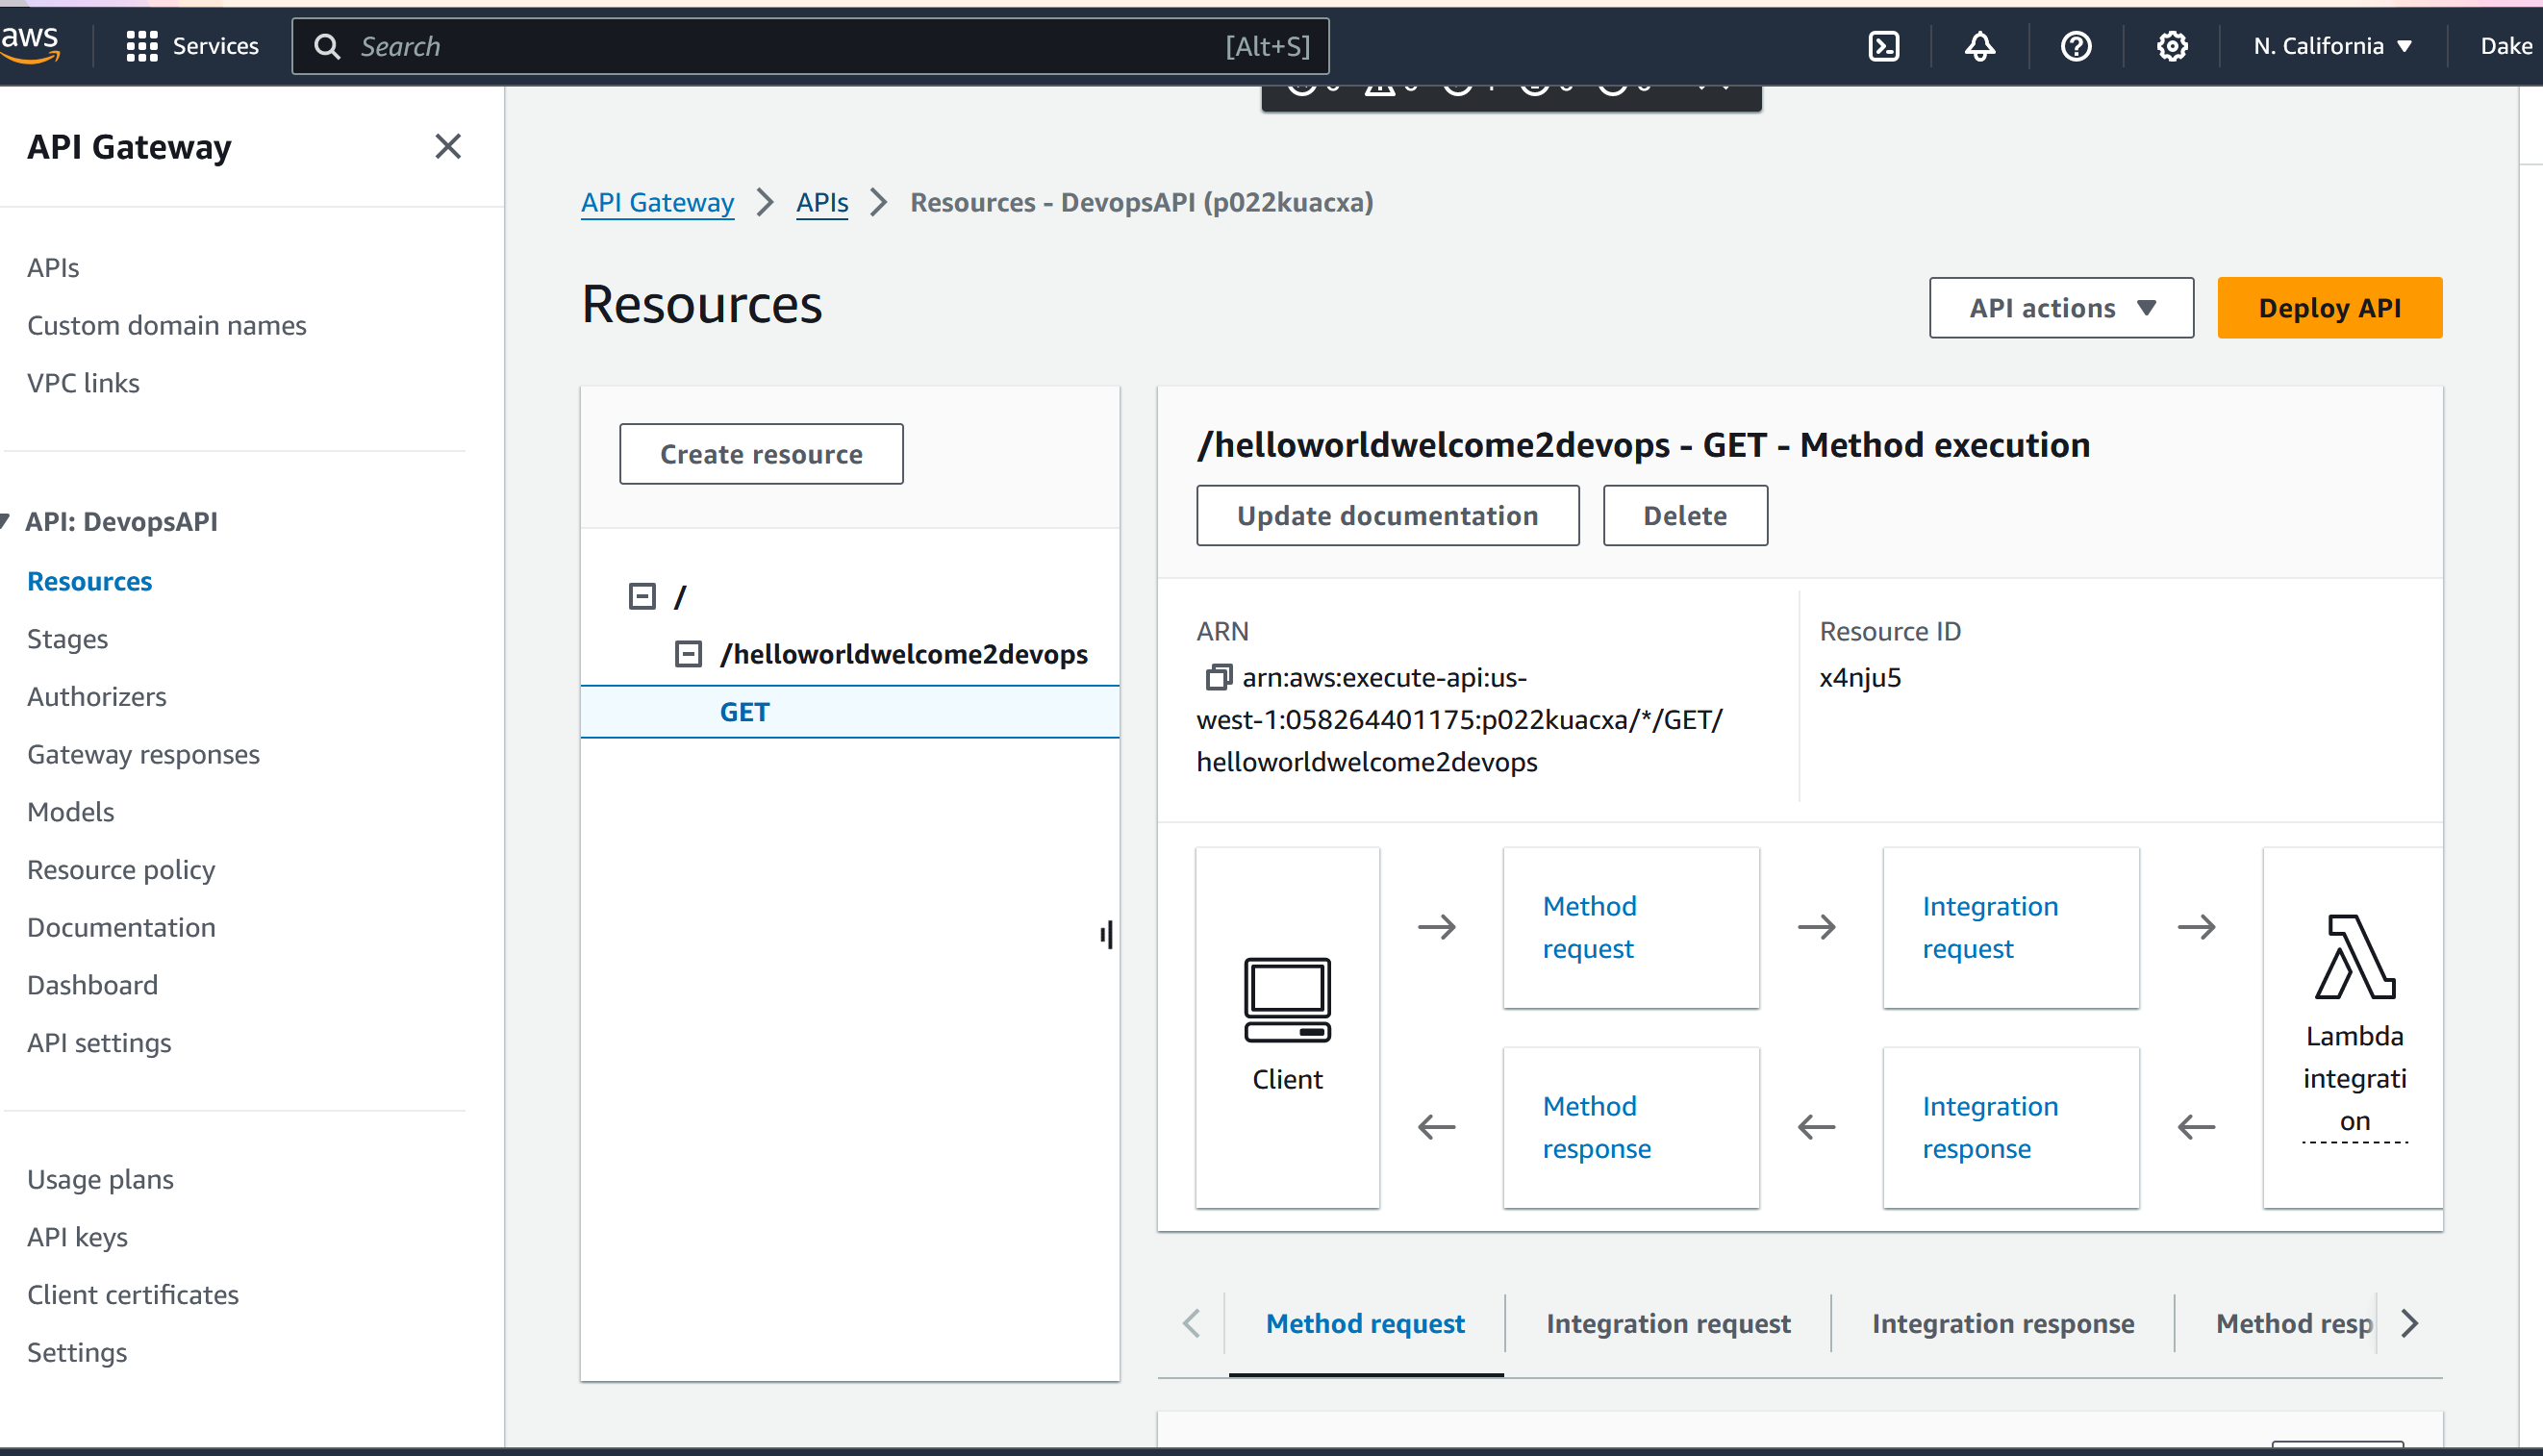 aws
Services
Search
[Alt+S]
N. California
Dake
API Gateway
APIs
Custom domain names
VPC links
API: DevopsAPI
Resources
Stages
Authorizers
Gateway responses
Models
Resource policy
Documentation
Dashboard
API settings
Usage plans
API keys
Client certificates
Settings
API Gateway
APIs
Resources - DevopsAPI (p022kuacxa)
Resources
API actions
Deploy API
Create resource
/
/helloworldwelcome2devops
GET
/helloworldwelcome2devops - GET - Method execution
Update documentation
Delete
ARN
arn:aws:execute-api:us-
west-1:058264401175:p022kuacxa/*/GET/
helloworldwelcome2devops
Resource ID
x4nju5
Client
Method
request
Integration
request
Method
response
Integration
response
Lambda
integrati
on
Method request
Integration request
Integration response
Method resp